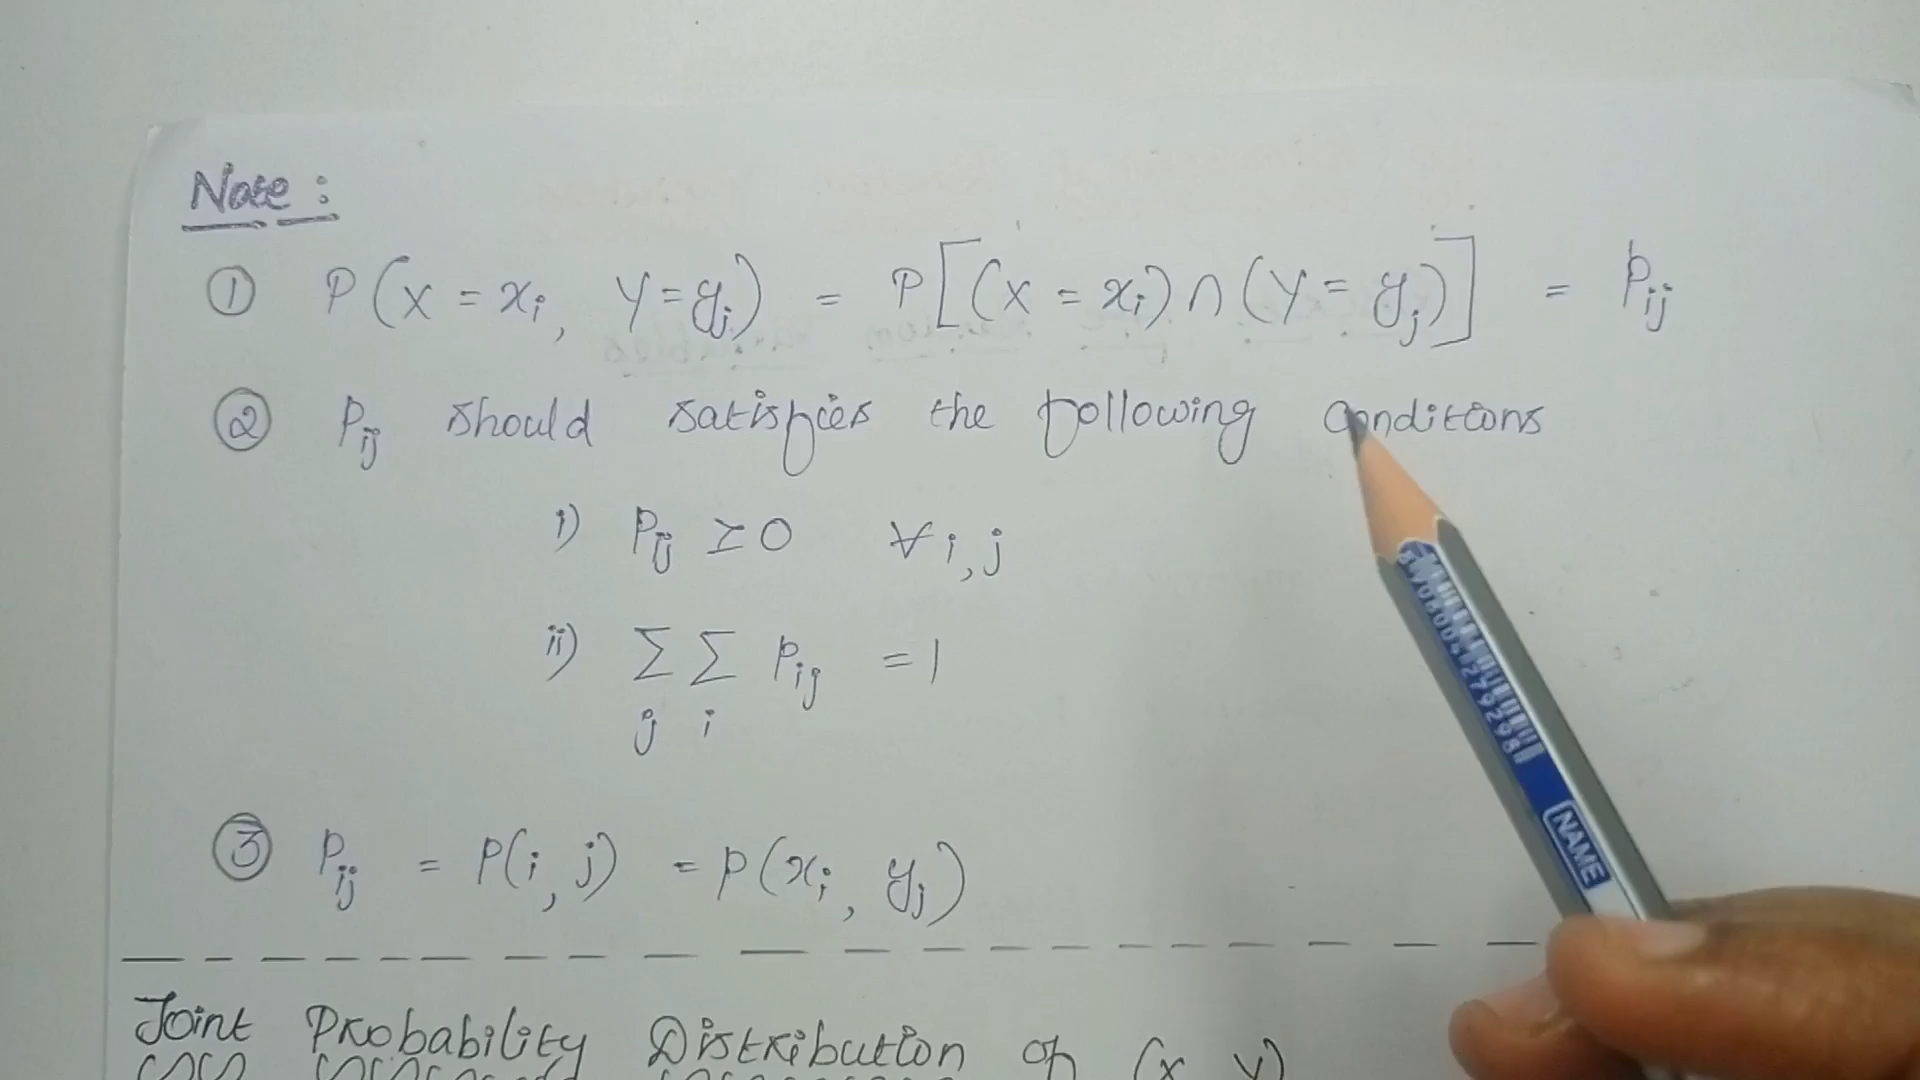 Note :
① P(X = xi, Y = yj) = P[(X = xi) ∩ (Y = yj)] = Pij
② Pij should satisfies the following conditions
i) Pij ≥ 0 ∀ i, j
ii) Σ Σ Pij = 1
j i
③ Pij = P(i, j) = P(xi, yj)
Joint Probability Distribution of (X Y)
NAME